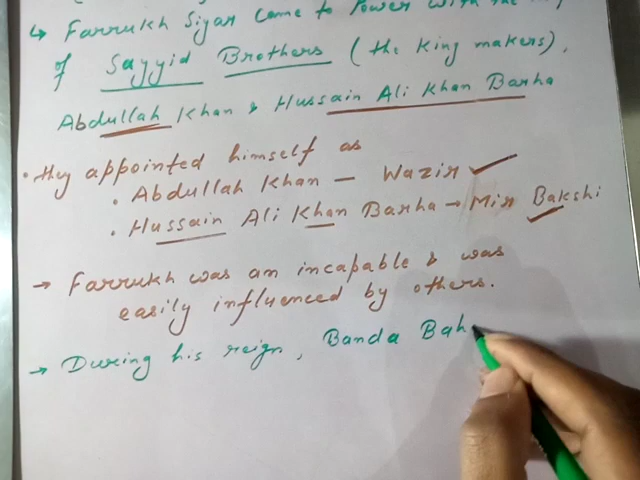 ↳ Farrukh Siyar came to Power with the
of Sayyid Brothers (the king makers),
Abdullah Khan & Hussain Ali Khan Barha
• they appointed himself as
• Abdullah Khan — Wazir ✓
• Hussain Ali Khan Barha → Mir Bakshi
→ Farrukh was an incapable & was
easily influenced by others.
→ During his reign, Banda Bah